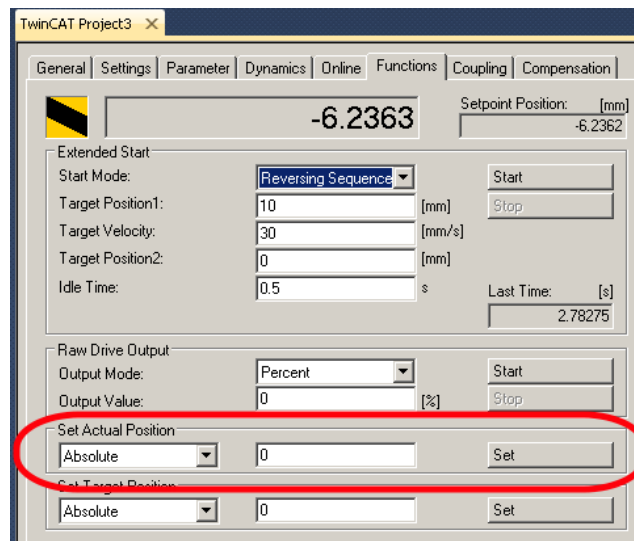 TwinCAT Project3
General Settings Parameter Dynamics Online Functions Coupling Compensation
-6.2363 Setpoint Position: [mm]
-6.2362
Extended Start
Start Mode: Reversing Sequence Start
Target Position1: 10 [mm] Stop
Target Velocity: 30 [mm/s]
Target Position2: 0 [mm]
Idle Time: 0.5 s Last Time: [s]
2.78275
Raw Drive Output
Output Mode: Percent Start
Output Value: 0 [%] Stop
Set Actual Position
Absolute 0 Set
Set Target Position
Absolute 0 Set